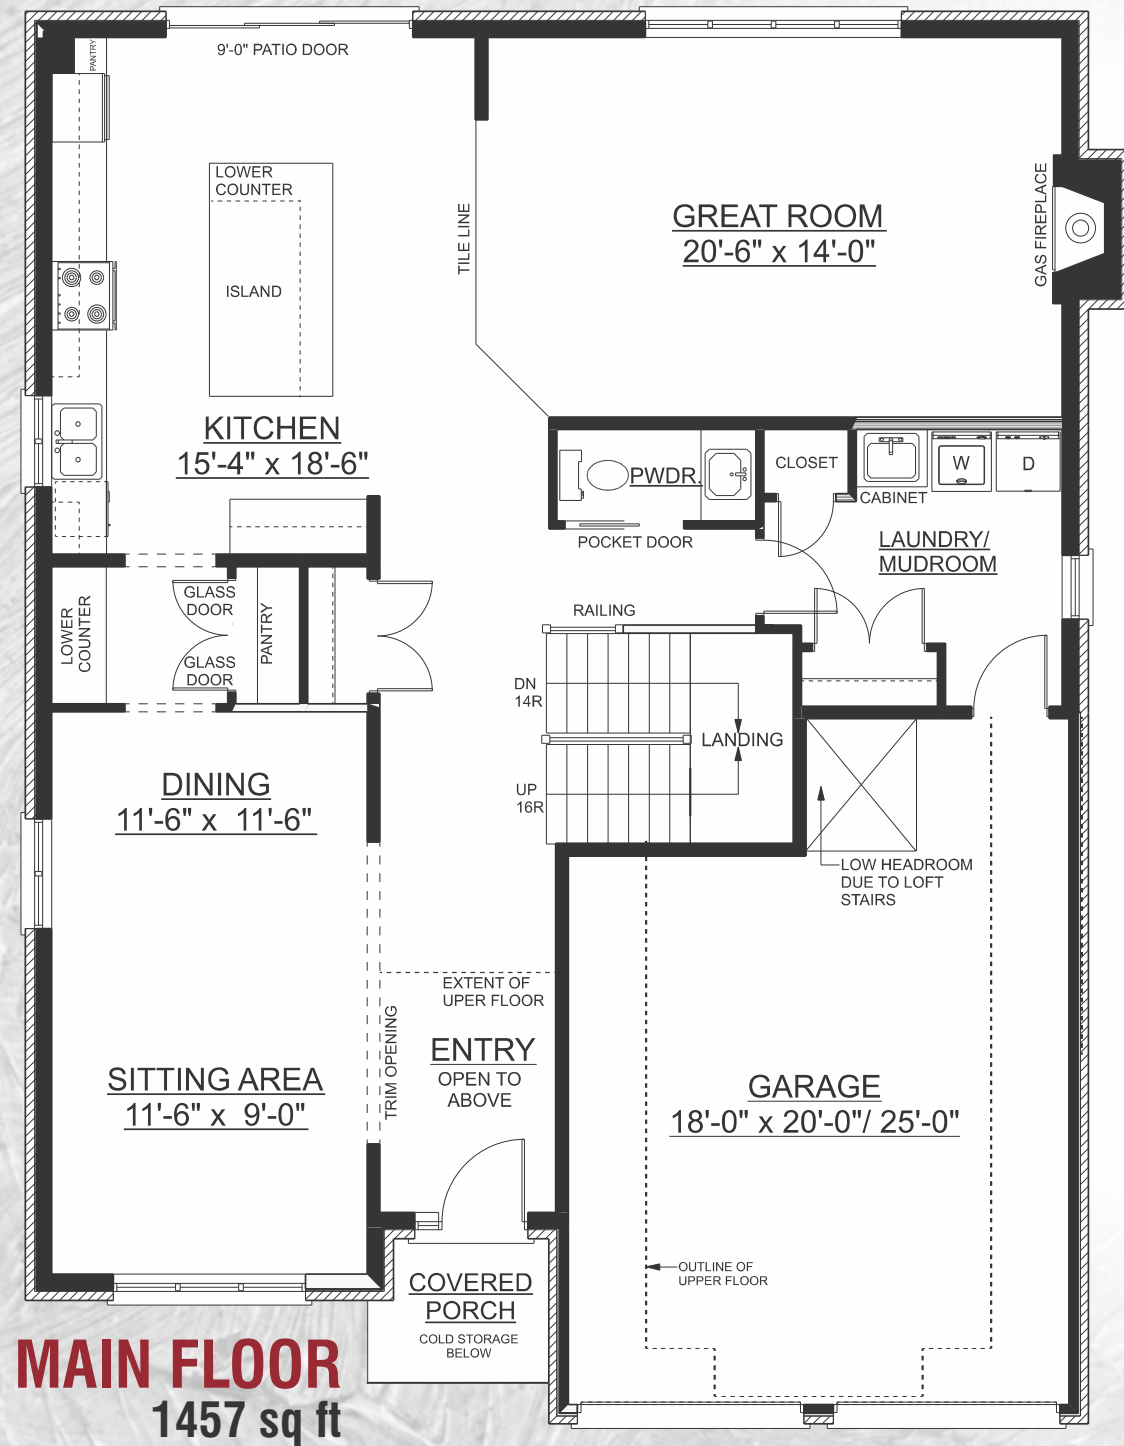 PANTRY
9'-0" PATIO DOOR
LOWER
COUNTER
ISLAND
TILE LINE
GREAT ROOM
20'-6" x 14'-0"
GAS FIREPLACE
KITCHEN
15'-4" x 18'-6"
PWDR.
CLOSET
W
D
CABINET
POCKET DOOR
LAUNDRY/
MUDROOM
LOWER
COUNTER
GLASS
DOOR
GLASS
DOOR
PANTRY
RAILING
DN
14R
LANDING
UP
16R
DINING
11'-6" x 11'-6"
LOW HEADROOM
DUE TO LOFT
STAIRS
EXTENT OF
UPER FLOOR
TRIM OPENING
ENTRY
OPEN TO
ABOVE
SITTING AREA
11'-6" x 9'-0"
GARAGE
18'-0" x 20'-0"/ 25'-0"
OUTLINE OF
UPPER FLOOR
COVERED
PORCH
COLD STORAGE
BELOW
MAIN FLOOR
1457 sq ft